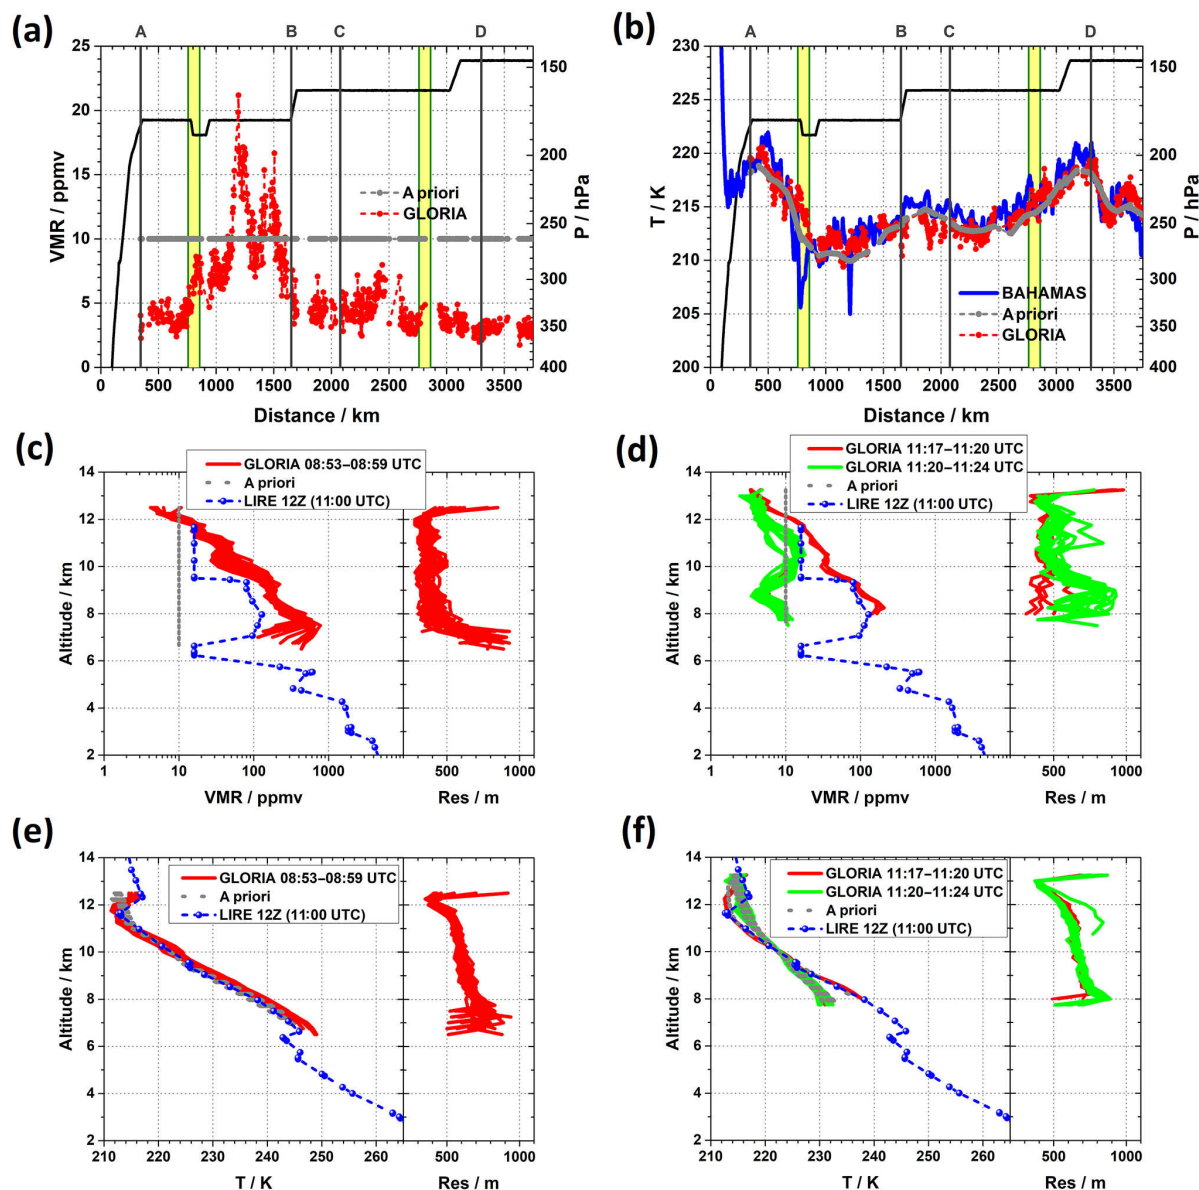 (a)
A B C D
25
20
15
10
5
0
VMR / ppmv
150
200
250
300
350
400
P / hPa
A priori
GLORIA
0 500 1000 1500 2000 2500 3000 3500
Distance / km
(b)
A B C D
230
225
220
215
210
205
200
T / K
150
200
250
300
350
400
P / hPa
BAHAMAS
A priori
GLORIA
0 500 1000 1500 2000 2500 3000 3500
Distance / km
(c)
GLORIA 08:53–08:59 UTC
A priori
LIRE 12Z (11:00 UTC)
14
12
10
8
6
4
2
Altitude / km
1 10 100 1000
500 1000
VMR / ppmv
Res / m
(d)
GLORIA 11:17–11:20 UTC
GLORIA 11:20–11:24 UTC
A priori
LIRE 12Z (11:00 UTC)
14
12
10
8
6
4
2
Altitude / km
1 10 100 1000
500 1000
VMR / ppmv
Res / m
(e)
GLORIA 08:53–08:59 UTC
A priori
LIRE 12Z (11:00 UTC)
14
12
10
8
6
4
2
Altitude / km
210 220 230 240 250 260
500 1000
T / K
Res / m
(f)
GLORIA 11:17–11:20 UTC
GLORIA 11:20–11:24 UTC
A priori
LIRE 12Z (11:00 UTC)
14
12
10
8
6
4
2
Altitude / km
210 220 230 240 250 260
500 1000
T / K
Res / m